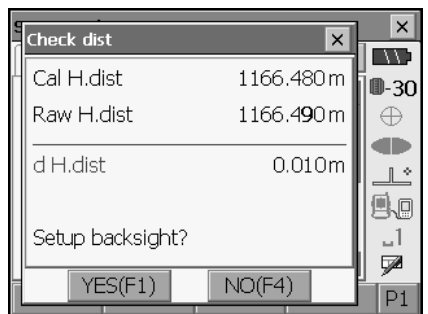 Check dist
Cal H.dist 1166.480m
Raw H.dist 1166.490m
-30
d H.dist 0.010m
Setup backsight?
1
YES(F1) NO(F4)
P1